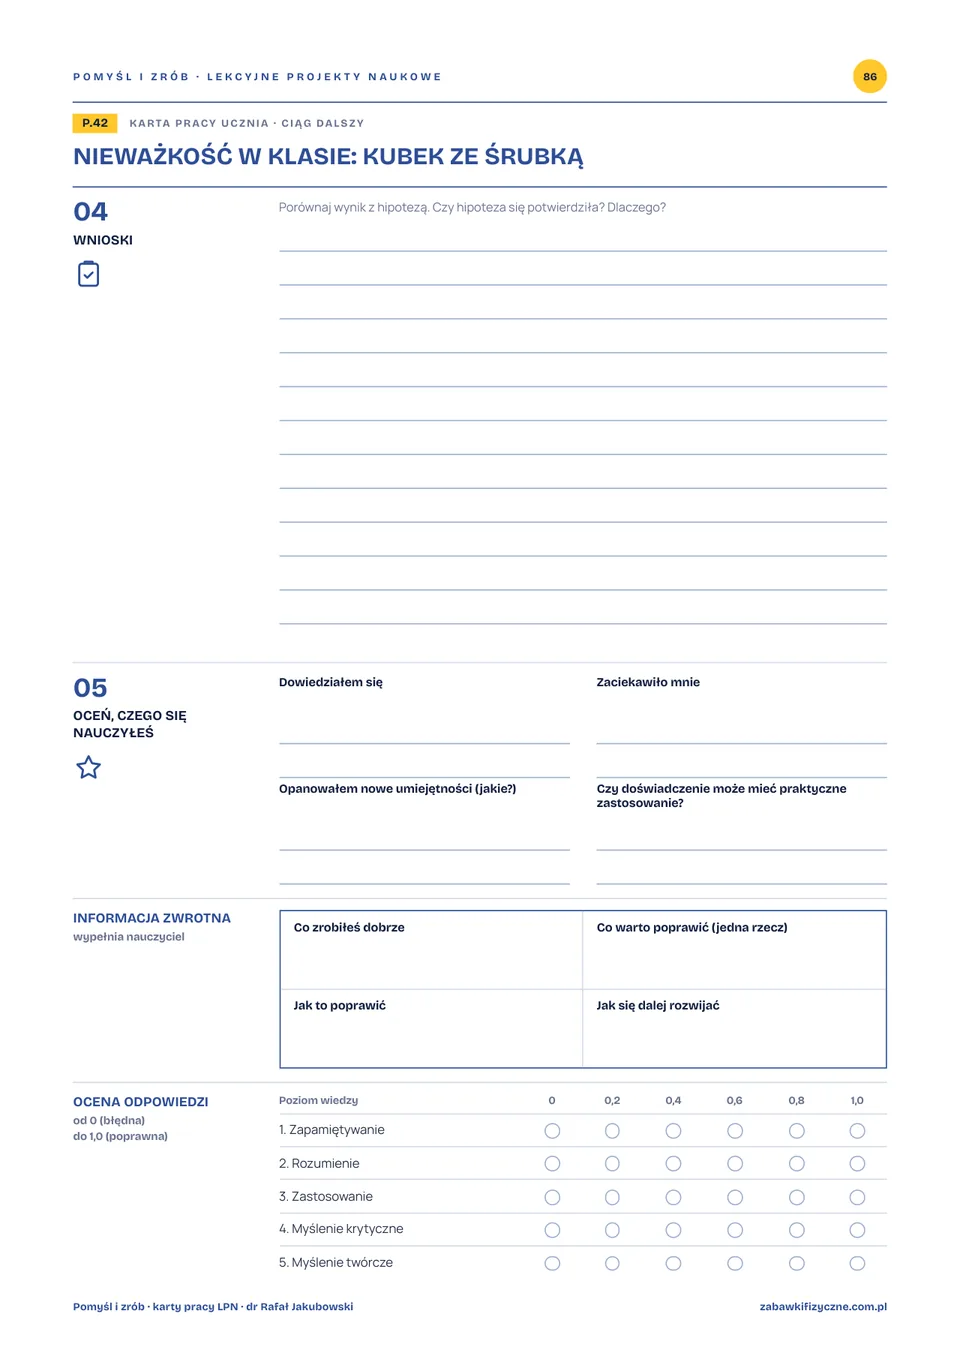 POMYŚL I ZRÓB · LEKCYJNE PROJEKTY NAUKOWE
86
P.42 KARTA PRACY UCZNIA · CIĄG DALSZY
NIEWAŻKOŚĆ W KLASIE: KUBEK ZE ŚRUBKĄ
04
WNIOSKI
Porównaj wynik z hipotezą. Czy hipoteza się potwierdziła? Dlaczego?
05
OCEŃ, CZEGO SIĘ
NAUCZYŁEŚ
Dowiedziałem się
Zaciekawiło mnie
Opanowałem nowe umiejętności (jakie?)
Czy doświadczenie może mieć praktyczne
zastosowanie?
INFORMACJA ZWROTNA
wypełnia nauczyciel
Co zrobiłeś dobrze
Co warto poprawić (jedna rzecz)
Jak to poprawić
Jak się dalej rozwijać
OCENA ODPOWIEDZI
od 0 (błędna)
do 1,0 (poprawna)
Poziom wiedzy 0 0,2 0,4 0,6 0,8 1,0
1. Zapamiętywanie
2. Rozumienie
3. Zastosowanie
4. Myślenie krytyczne
5. Myślenie twórcze
Pomyśl i zrób · karty pracy LPN · dr Rafał Jakubowski
zabawkifizyczne.com.pl